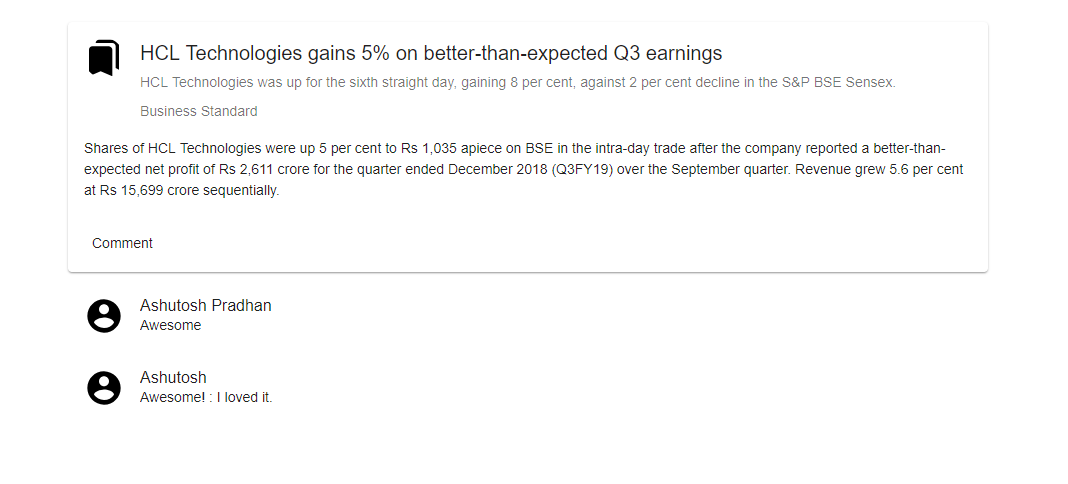 HCL Technologies gains 5% on better-than-expected Q3 earnings
HCL Technologies was up for the sixth straight day, gaining 8 per cent, against 2 per cent decline in the S&P BSE Sensex.
Business Standard
Shares of HCL Technologies were up 5 per cent to Rs 1,035 apiece on BSE in the intra-day trade after the company reported a better-than-
expected net profit of Rs 2,611 crore for the quarter ended December 2018 (Q3FY19) over the September quarter. Revenue grew 5.6 per cent
at Rs 15,699 crore sequentially.
Comment
Ashutosh Pradhan
Awesome
Ashutosh
Awesome! : I loved it.